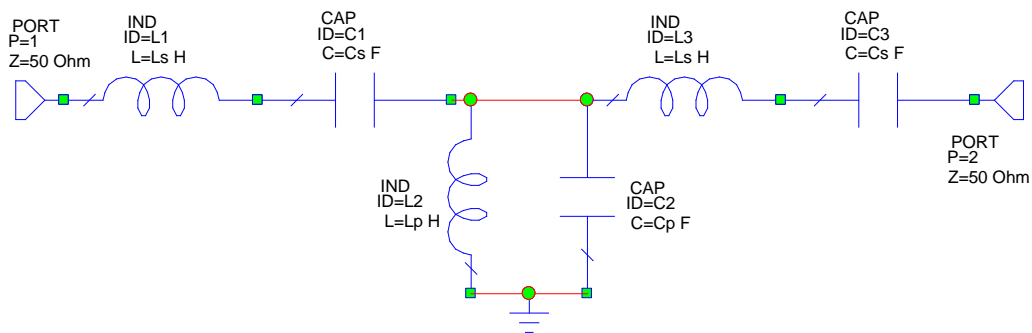 PORT
P=1
Z=50 Ohm
IND
ID=L1
L=Ls H
CAP
ID=C1
C=Cs F
IND
ID=L3
L=Ls H
CAP
ID=C3
C=Cs F
PORT
P=2
Z=50 Ohm
IND
ID=L2
L=Lp H
CAP
ID=C2
C=Cp F